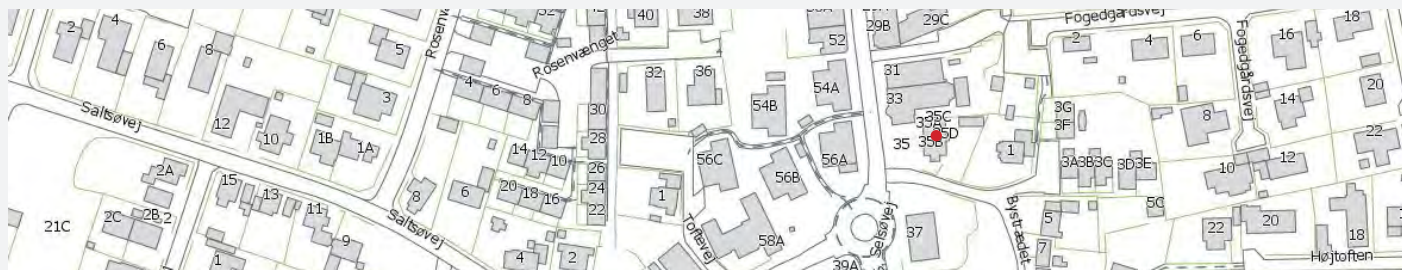 32
40
38
30A
29B
29C
52
Fogedgårdsvej
2
4
6
16
18
2
4
6
8
5
Rosenvænget
32
36
54B
54A
31
33
Fogedgårdsvej
20
3
12
10
1B
1A
Saltsøvej
4
6
8
30
28
35C
35A
35D
35B
35
1
3G
3F
8
14
22
2A
15
13
11
9
1
2C
2B
2
21C
14
12
10
26
24
22
20
18
16
8
6
Saltsøvej
4
2
56C
56B
56A
1
58A
Toftevej
39A
Sølsøvej
37
Bystrædet
3A
3B
3C
3D
3E
5C
5
7
10
12
22
20
18
Højtoften